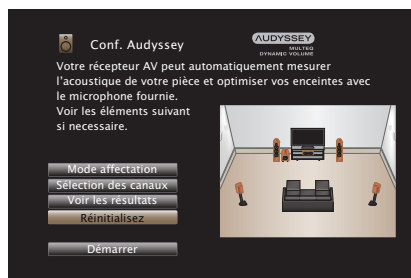 Conf. Audyssey
AUDYSSEY
MULTEQ
DYNAMIC VOLUME
Votre récepteur AV peut automatiquement mesurer
l'acoustique de votre pièce et optimiser vos enceintes avec
le microphone fournie.
Voir les éléments suivant
si necessaire.
Mode affectation
Sélection des canaux
Voir les résultats
Réinitialisez
Démarrer